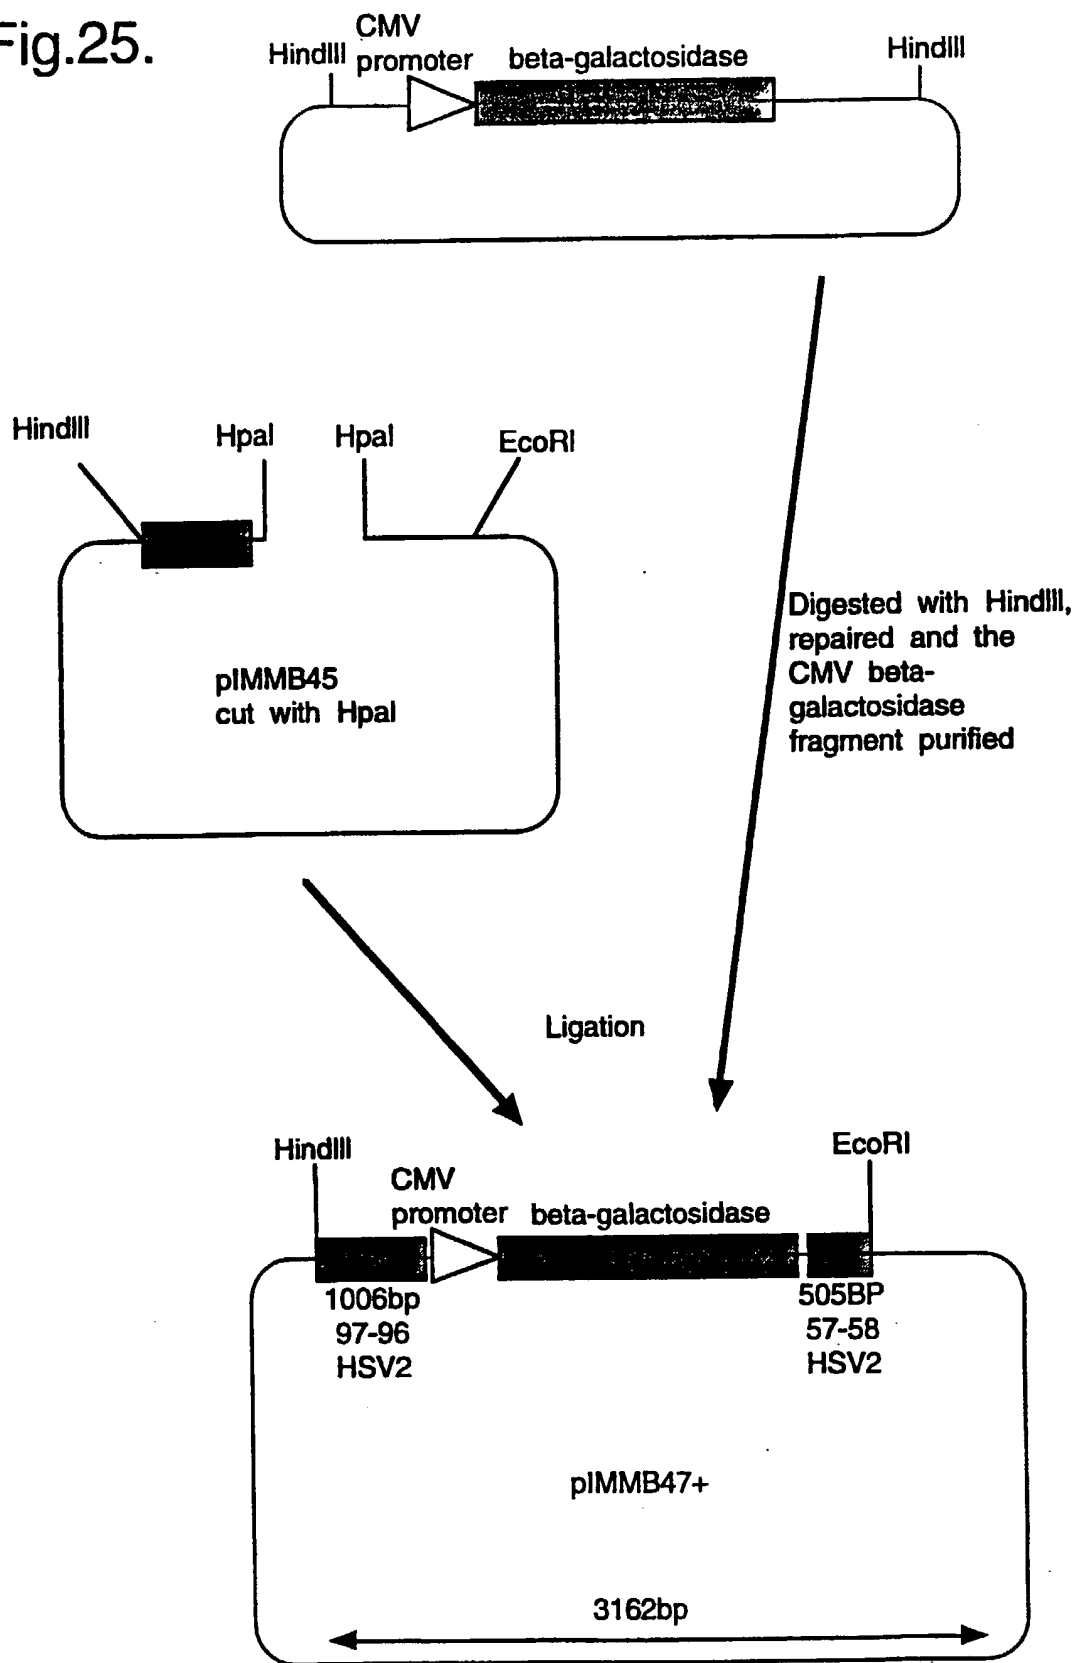 Fig.25.
CMV
HindIII promoter beta-galactosidase HindIII
HindIII HpaI HpaI EcoRI
pIMMB45
cut with HpaI
Digested with HindIII,
repaired and the
CMV beta-
galactosidase
fragment purified
Ligation
HindIII EcoRI
CMV
promoter beta-galactosidase
1006bp
97-96
HSV2
505BP
57-58
HSV2
pIMMB47+
3162bp